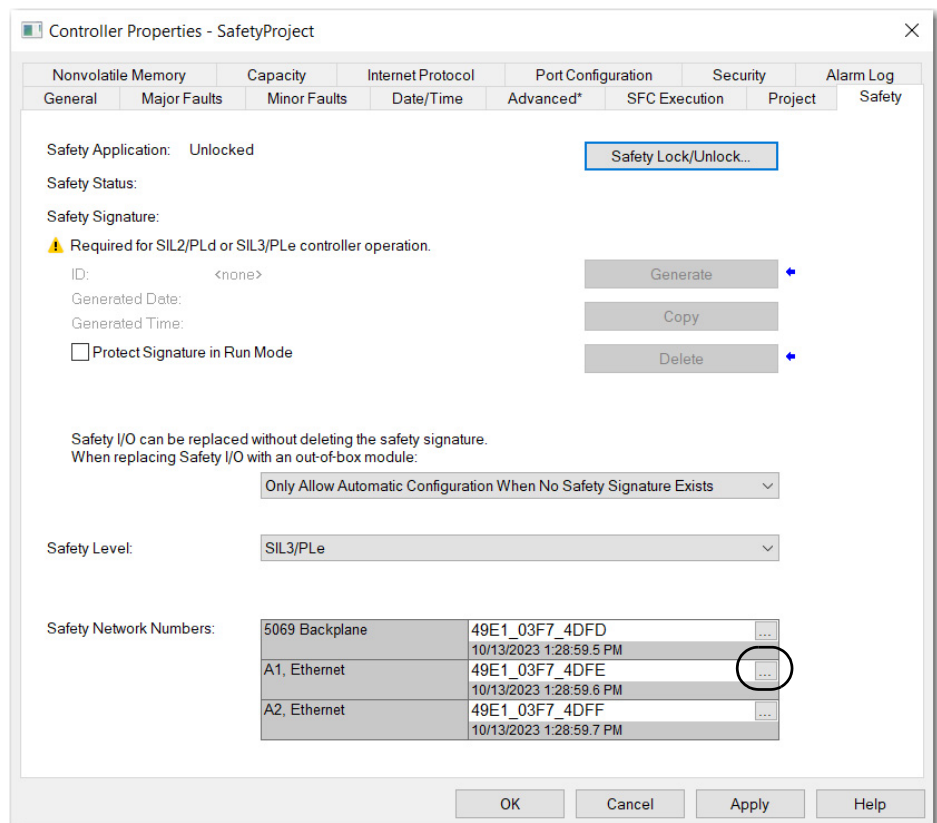 Controller Properties - SafetyProject
Nonvolatile Memory Capacity Internet Protocol Port Configuration Security Alarm Log
General Major Faults Minor Faults Date/Time Advanced* SFC Execution Project Safety
Safety Application: Unlocked Safety Lock/Unlock...
Safety Status:
Safety Signature:
Required for SIL2/PLd or SIL3/PLe controller operation.
ID: <none> Generate
Generated Date:
Generated Time: Copy
Protect Signature in Run Mode Delete
Safety I/O can be replaced without deleting the safety signature.
When replacing Safety I/O with an out-of-box module:
Only Allow Automatic Configuration When No Safety Signature Exists
Safety Level: SIL3/PLe
Safety Network Numbers: 5069 Backplane 49E1_03F7_4DFD ...
10/13/2023 1:28:59.5 PM
A1, Ethernet 49E1_03F7_4DFE ...
10/13/2023 1:28:59.6 PM
A2, Ethernet 49E1_03F7_4DFF ...
10/13/2023 1:28:59.7 PM
OK Cancel Apply Help